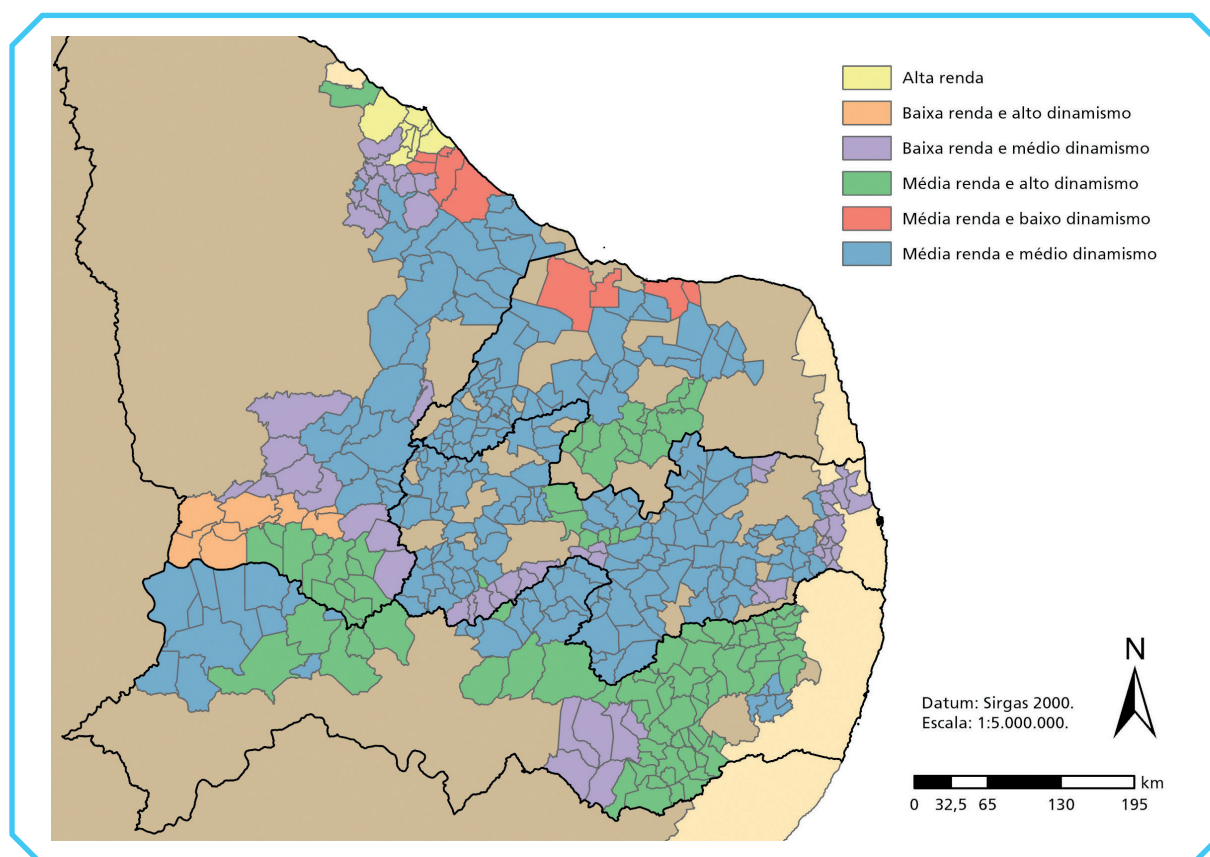 Alta renda
Baixa renda e alto dinamismo
Baixa renda e médio dinamismo
Média renda e alto dinamismo
Média renda e baixo dinamismo
Média renda e médio dinamismo
N
Datum: Sirgas 2000.
Escala: 1:5.000.000.
km
0 32,5 65 130 195